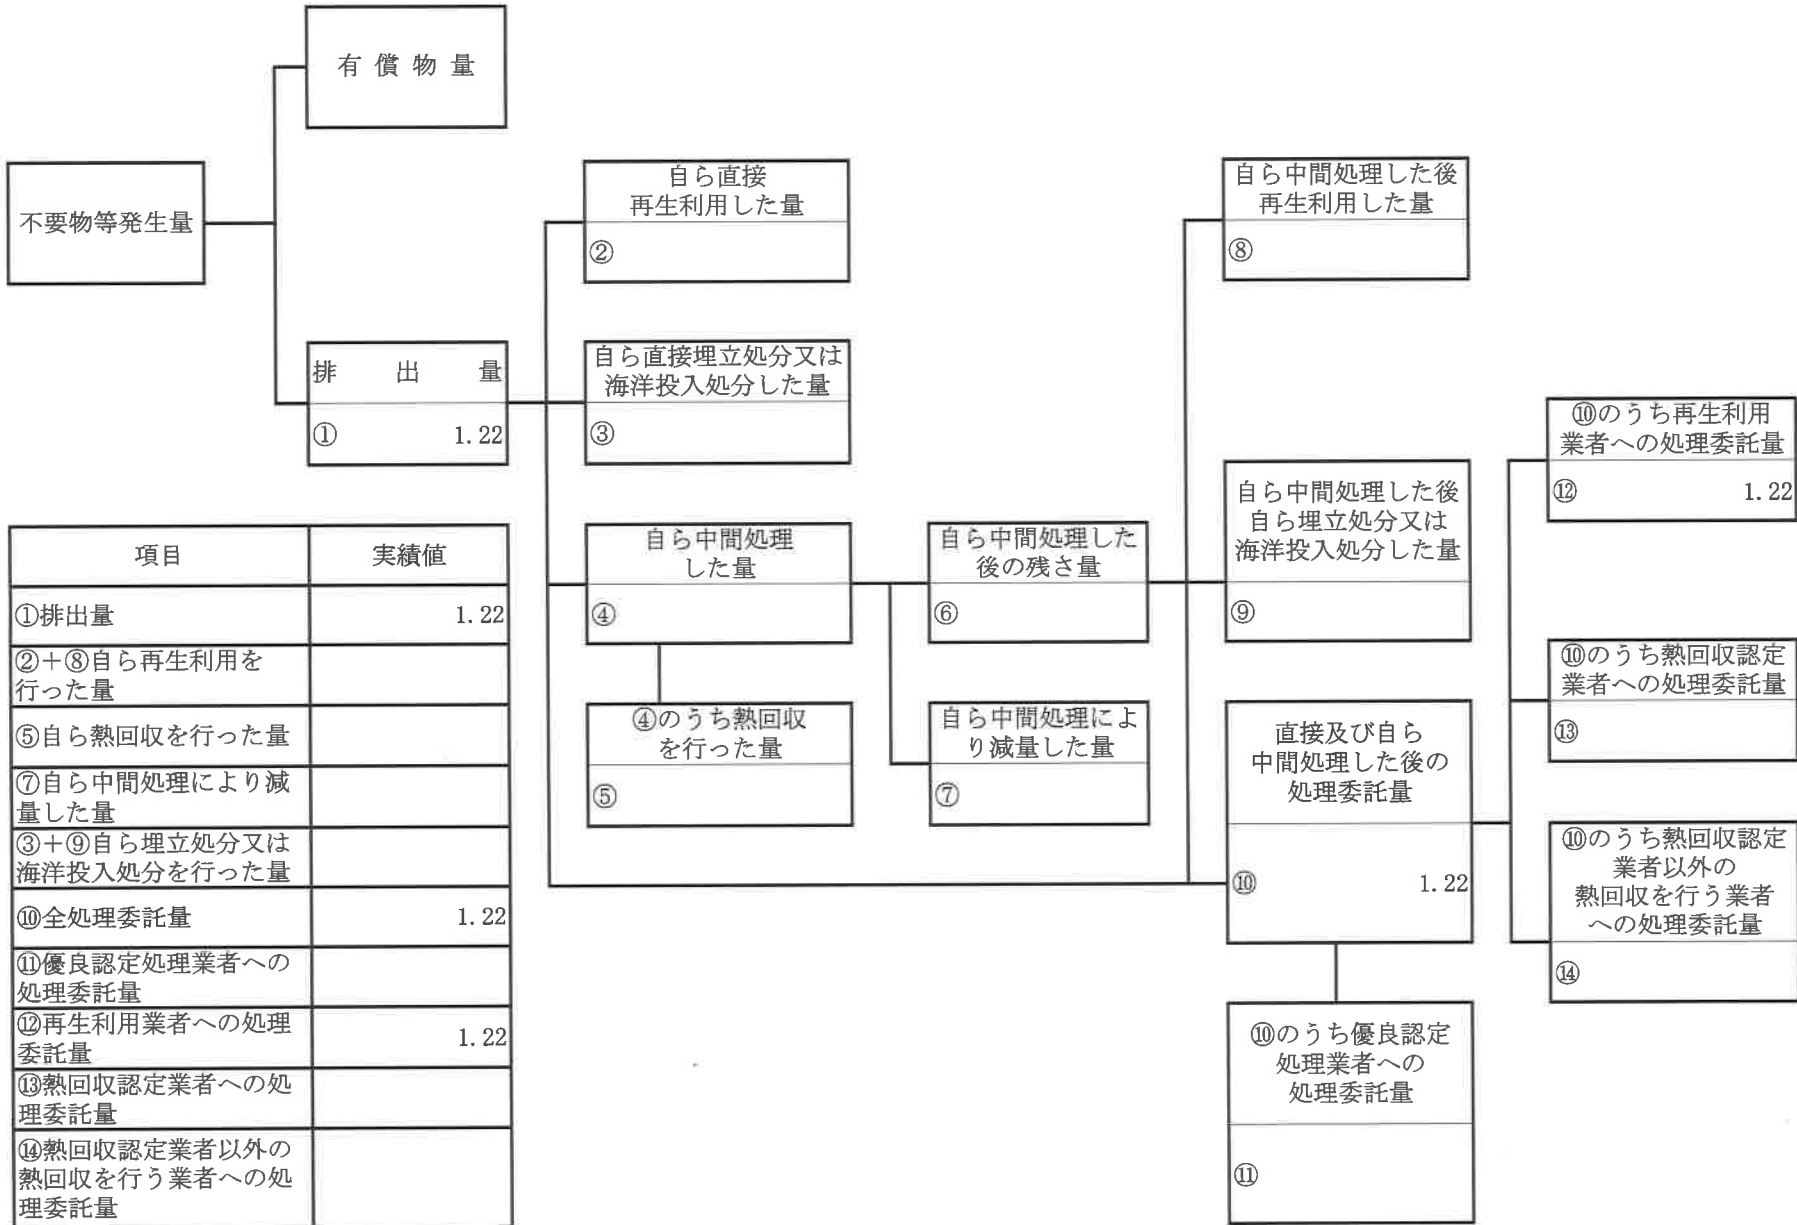 有償物量
不要物等発生量
排出量
① 1.22
自ら直接
再生利用した量
②
自ら直接埋立処分又は
海洋投入処分した量
③
自ら中間処理
した量
④
④のうち熱回収
を行った量
⑤
自ら中間処理した
後の残さ量
⑥
自ら中間処理によ
り減量した量
⑦
自ら中間処理した後
再生利用した量
⑧
自ら中間処理した後
自ら埋立処分又は
海洋投入処分した量
⑨
直接及び自ら
中間処理した後の
処理委託量
⑩ 1.22
⑩のうち優良認定
処理業者への
処理委託量
⑪
⑩のうち再生利用
業者への処理委託量
⑫ 1.22
⑩のうち熱回収認定
業者への処理委託量
⑬
⑩のうち熱回収認定
業者以外の
熱回収を行う業者
への処理委託量
⑭
項目 実績値
①排出量 1.22
②+⑧自ら再生利用を
行った量
⑤自ら熱回収を行った量
⑦自ら中間処理により減
量した量
③+⑨自ら埋立処分又は
海洋投入処分を行った量
⑩全処理委託量 1.22
⑪優良認定処理業者への
処理委託量
⑫再生利用業者への処理
委託量 1.22
⑬熱回収認定業者への処
理委託量
⑭熱回収認定業者以外の
熱回収を行う業者への処
理委託量